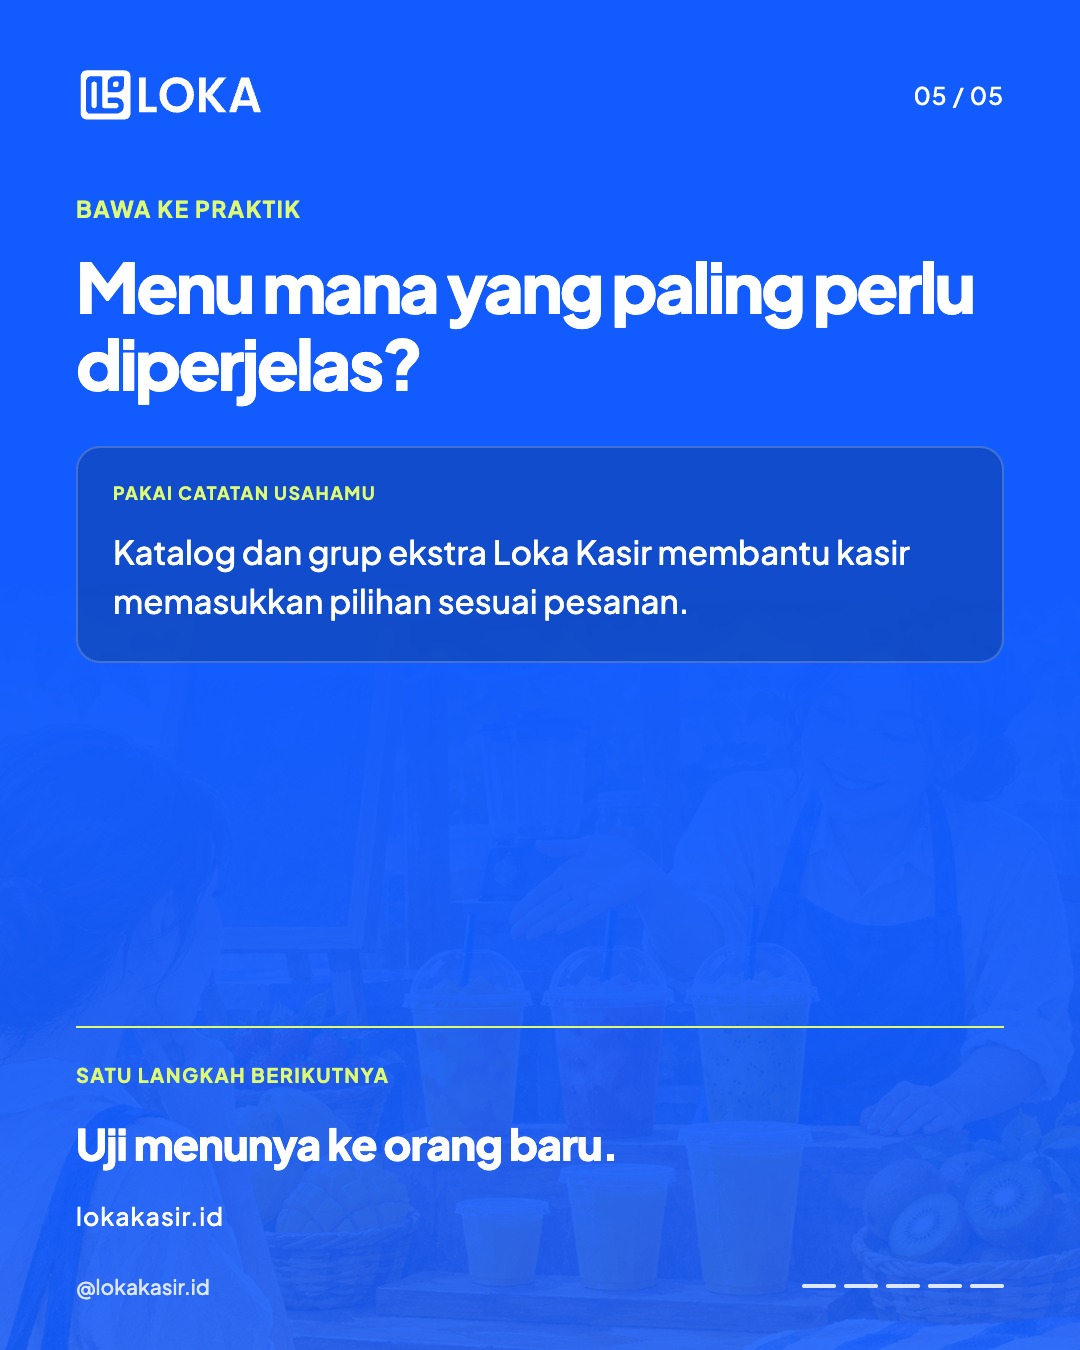 LOKA
05 / 05
BAWA KE PRAKTIK
Menu mana yang paling perlu
diperjelas?
PAKAI CATATAN USAHAMU
Katalog dan grup ekstra Loka Kasir membantu kasir
memasukkan pilihan sesuai pesanan.
SATU LANGKAH BERIKUTNYA
Uji menunya ke orang baru.
lokakasir.id
@lokakasir.id